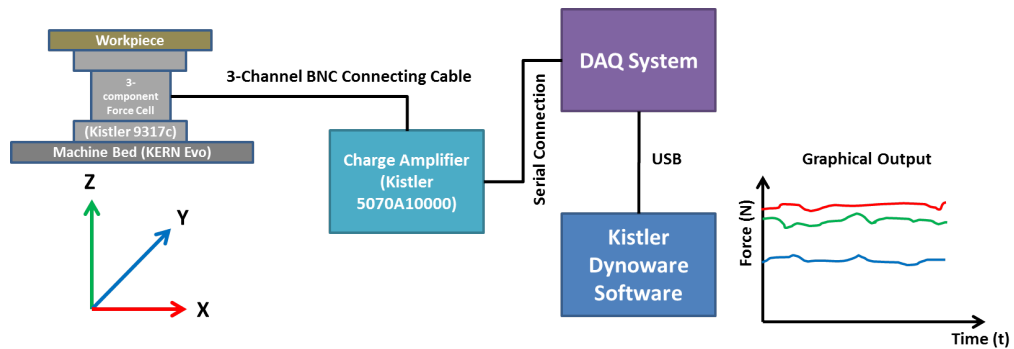 Workpiece
3-
component
Force Cell
(Kistler 9317c)
Machine Bed (KERN Evo)
3-Channel BNC Connecting Cable
Charge Amplifier
(Kistler
5070A10000)
Serial Connection
DAQ System
USB
Kistler
Dynoware
Software
Graphical Output
Force (N)
Time (t)
Z
Y
X